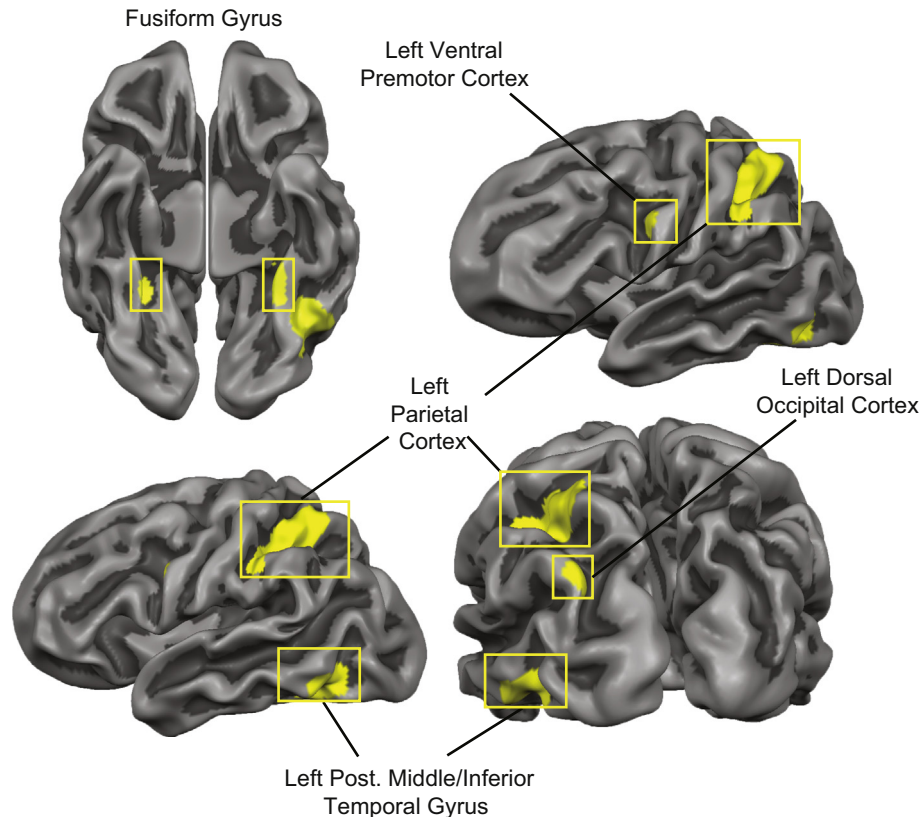 Fusiform Gyrus
Left Ventral
Premotor Cortex
Left
Parietal
Cortex
Left Dorsal
Occipital Cortex
Left Post. Middle/Inferior
Temporal Gyrus